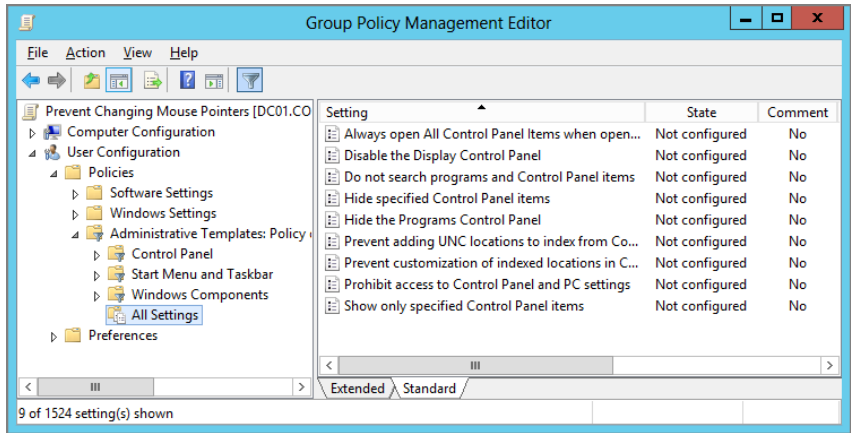 Group Policy Management Editor
File Action View Help
Prevent Changing Mouse Pointers [DC01.CO
Computer Configuration
User Configuration
Policies
Software Settings
Windows Settings
Administrative Templates: Policy
Control Panel
Start Menu and Taskbar
Windows Components
All Settings
Preferences
Setting State Comment
Always open All Control Panel Items when open... Not configured No
Disable the Display Control Panel Not configured No
Do not search programs and Control Panel items Not configured No
Hide specified Control Panel items Not configured No
Hide the Programs Control Panel Not configured No
Prevent adding UNC locations to index from Co... Not configured No
Prevent customization of indexed locations in C... Not configured No
Prohibit access to Control Panel and PC settings Not configured No
Show only specified Control Panel items Not configured No
Extended Standard
9 of 1524 setting(s) shown